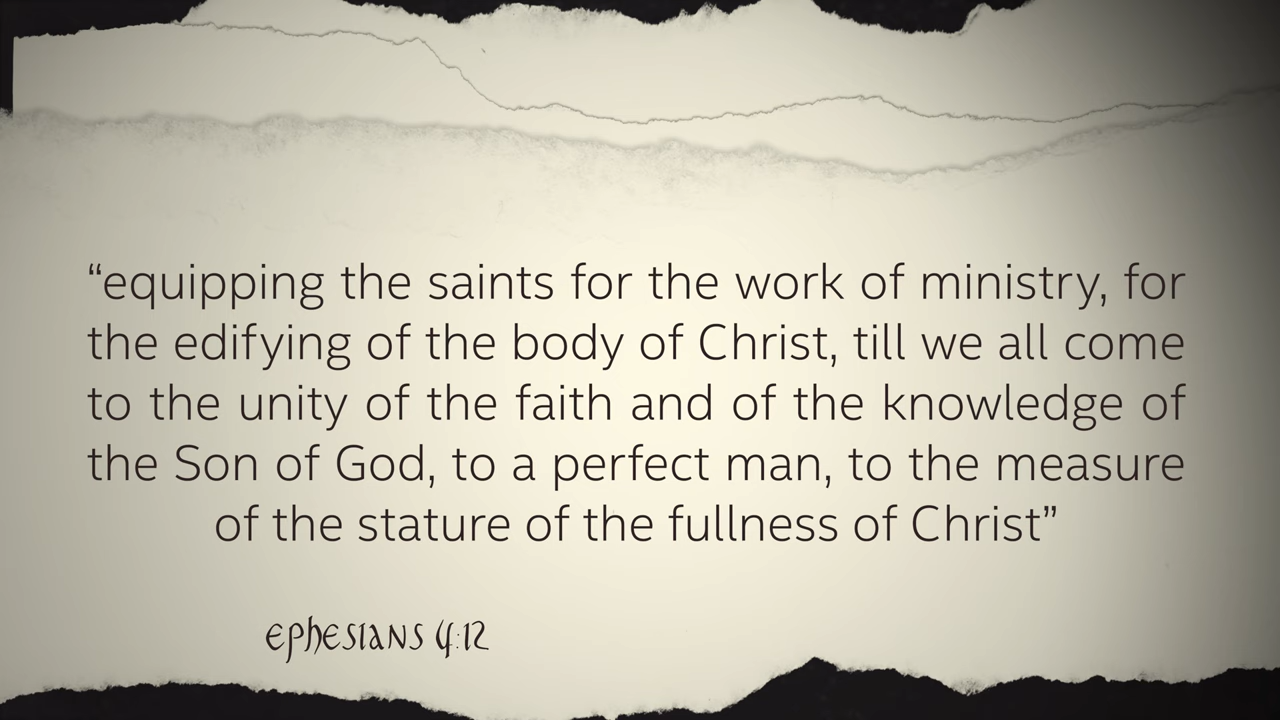 “equipping the saints for the work of ministry, for
the edifying of the body of Christ, till we all come
to the unity of the faith and of the knowledge of
the Son of God, to a perfect man, to the measure
of the stature of the fullness of Christ”
Ephesians 4:12